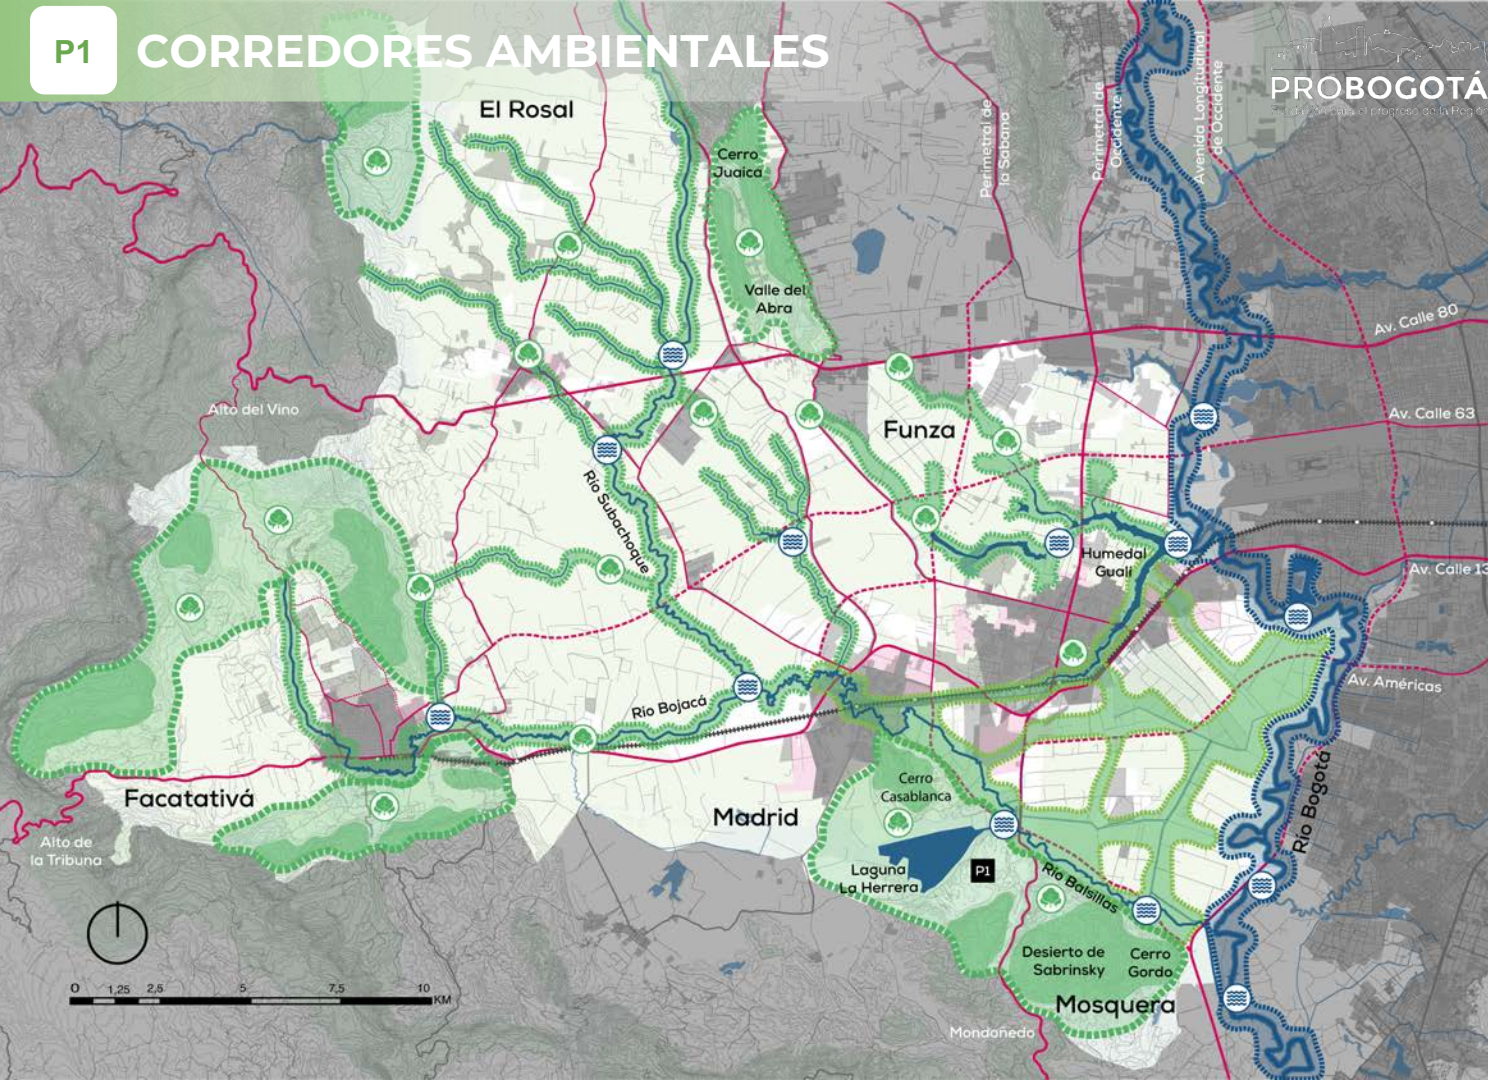 P1
CORREDORES AMBIENTALES
PROBOGOTÁ
El Rosal
Cerro
Juaica
Valle del
Abra
Perimetral de
la Sabana
Perimetral de
Occidente
Avenida Longitudinal
de Occidente
Av. Calle 80
Alto del Vino
Av. Calle 63
Funza
Río Subachoque
Humedal
Gualí
Av. Calle 13
Av. Américas
Río Bojacá
Río Bogotá
Facatativá
Madrid
Cerro
Casablanca
Alto de
la Tribuna
Laguna
La Herrera
P1
Río Balsillas
Desierto de
Sabrinsky
Cerro
Gordo
Mosquera
Mondoñedo
0 1,25 2,5 5 7,5 10
KM